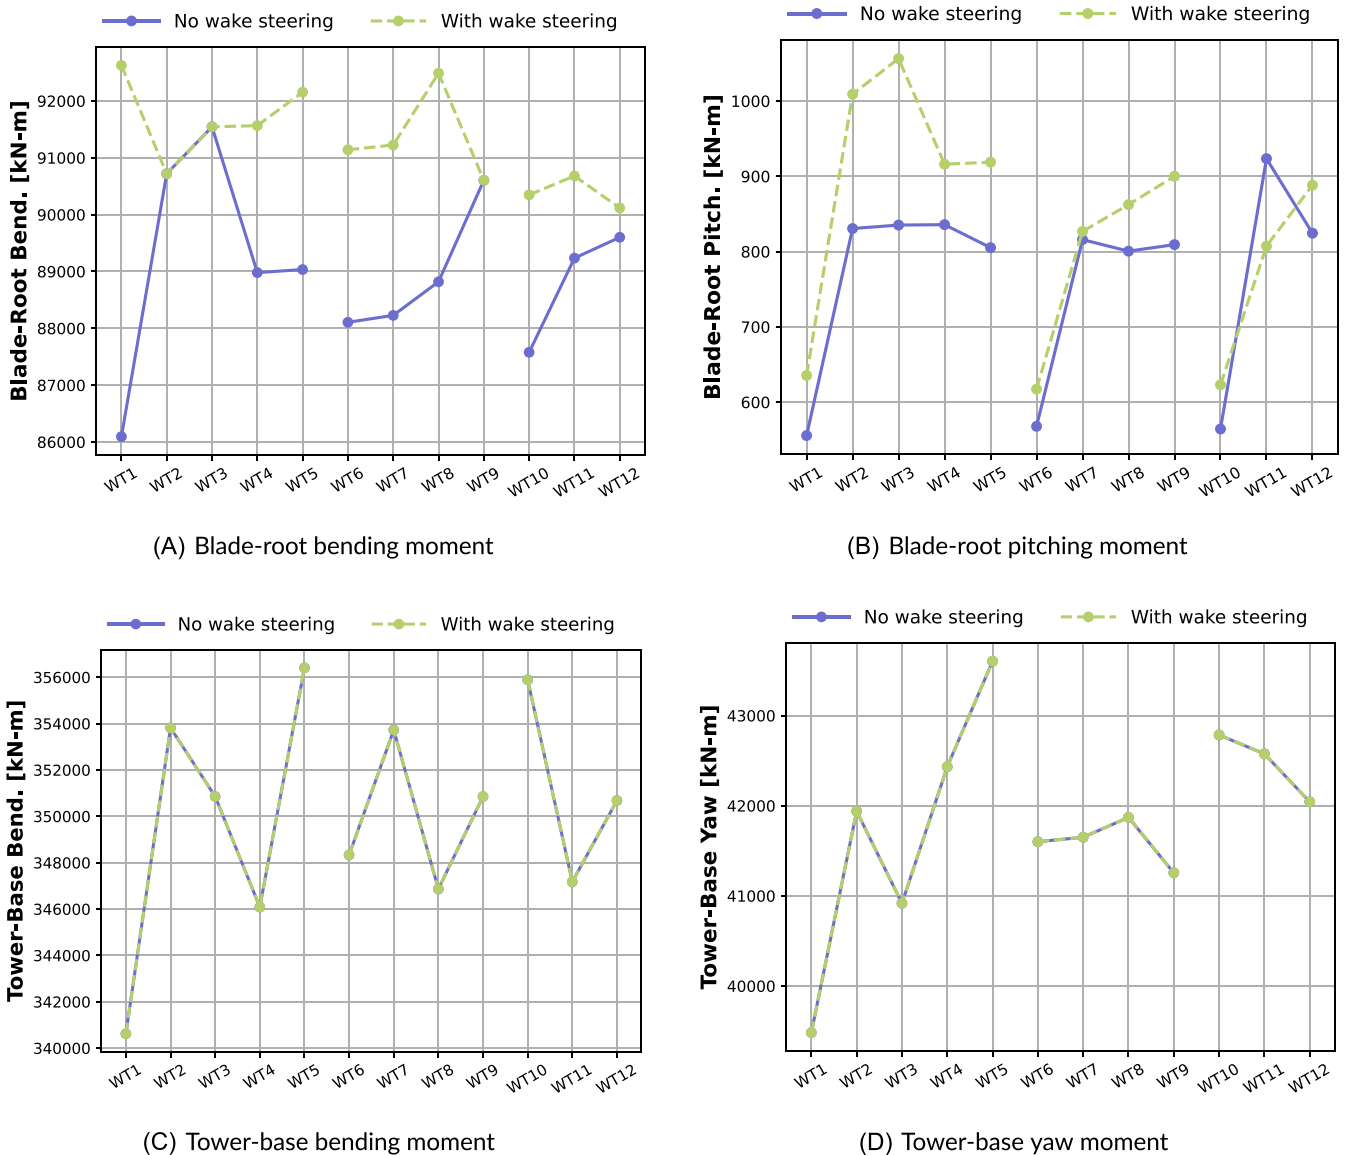 No wake steering   With wake steering
Blade-Root Bend. [kN-m]
92000
91000
90000
89000
88000
87000
86000
WT1 WT2 WT3 WT4 WT5 WT6 WT7 WT8 WT9 WT10 WT11 WT12
(A) Blade-root bending moment
No wake steering   With wake steering
Blade-Root Pitch. [kN-m]
1000
900
800
700
600
WT1 WT2 WT3 WT4 WT5 WT6 WT7 WT8 WT9 WT10 WT11 WT12
(B) Blade-root pitching moment
No wake steering   With wake steering
Tower-Base Bend. [kN-m]
356000
354000
352000
350000
348000
346000
344000
342000
340000
WT1 WT2 WT3 WT4 WT5 WT6 WT7 WT8 WT9 WT10 WT11 WT12
(C) Tower-base bending moment
No wake steering   With wake steering
Tower-Base Yaw [kN-m]
43000
42000
41000
40000
WT1 WT2 WT3 WT4 WT5 WT6 WT7 WT8 WT9 WT10 WT11 WT12
(D) Tower-base yaw moment